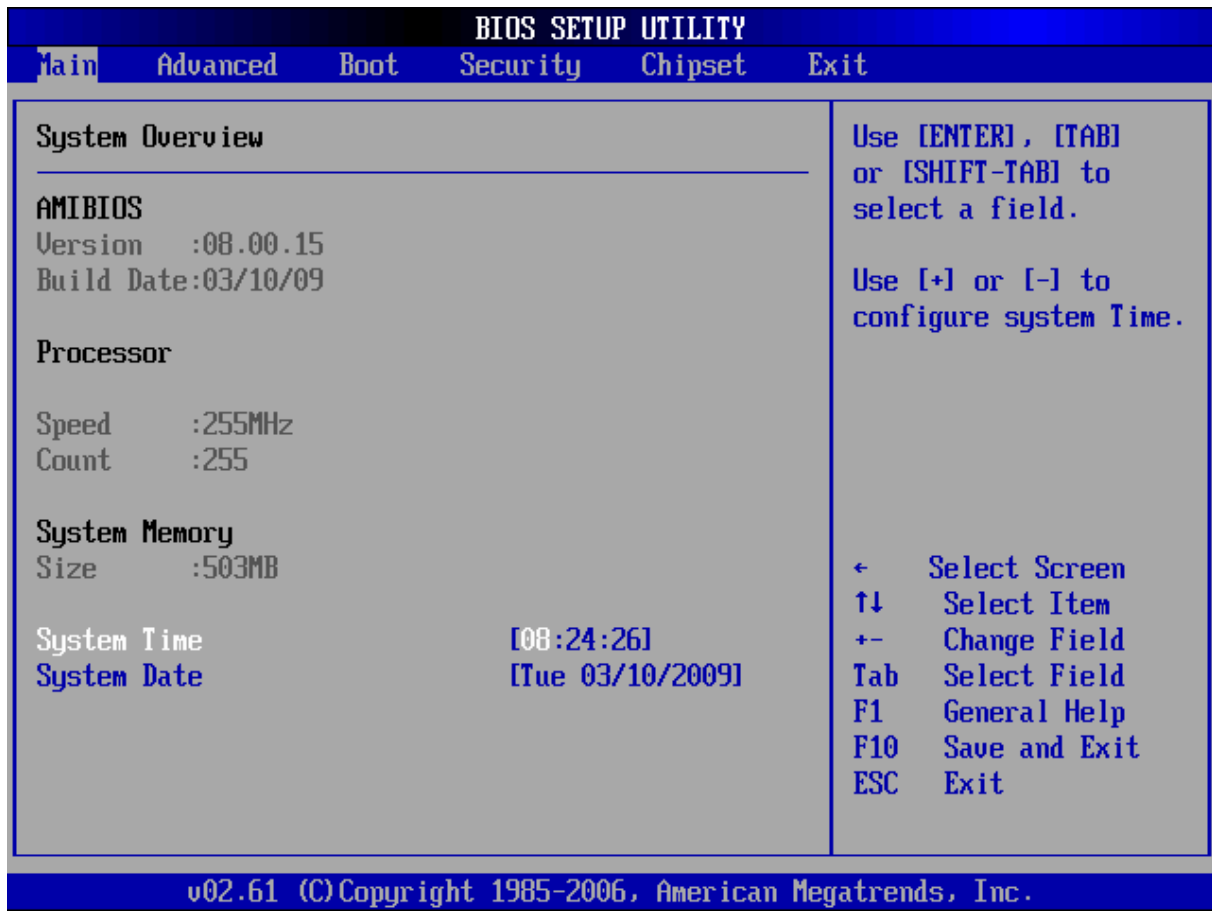 BIOS SETUP UTILITY
Main Advanced Boot Security Chipset Exit
System Overview
AMIBIOS
Version :08.00.15
Build Date:03/10/09
Processor
Speed :255MHz
Count :255
System Memory
Size :503MB
System Time [08:24:26]
System Date [Tue 03/10/2009]
Use [ENTER], [TAB]
or [SHIFT-TAB] to
select a field.
Use [+] or [-] to
configure system Time.
← Select Screen
↑↓ Select Item
+- Change Field
Tab Select Field
F1 General Help
F10 Save and Exit
ESC Exit
v02.61 (C)Copyright 1985-2006, American Megatrends, Inc.